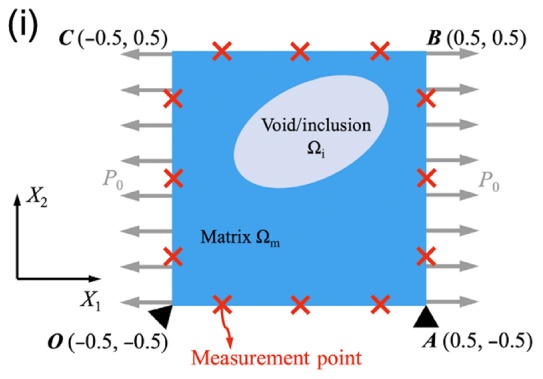 (i)
C (−0.5, 0.5)
B (0.5, 0.5)
Void/inclusion
Ωi
P0
P0
X2
Matrix Ωm
X1
O (−0.5, −0.5)
A (0.5, −0.5)
Measurement point